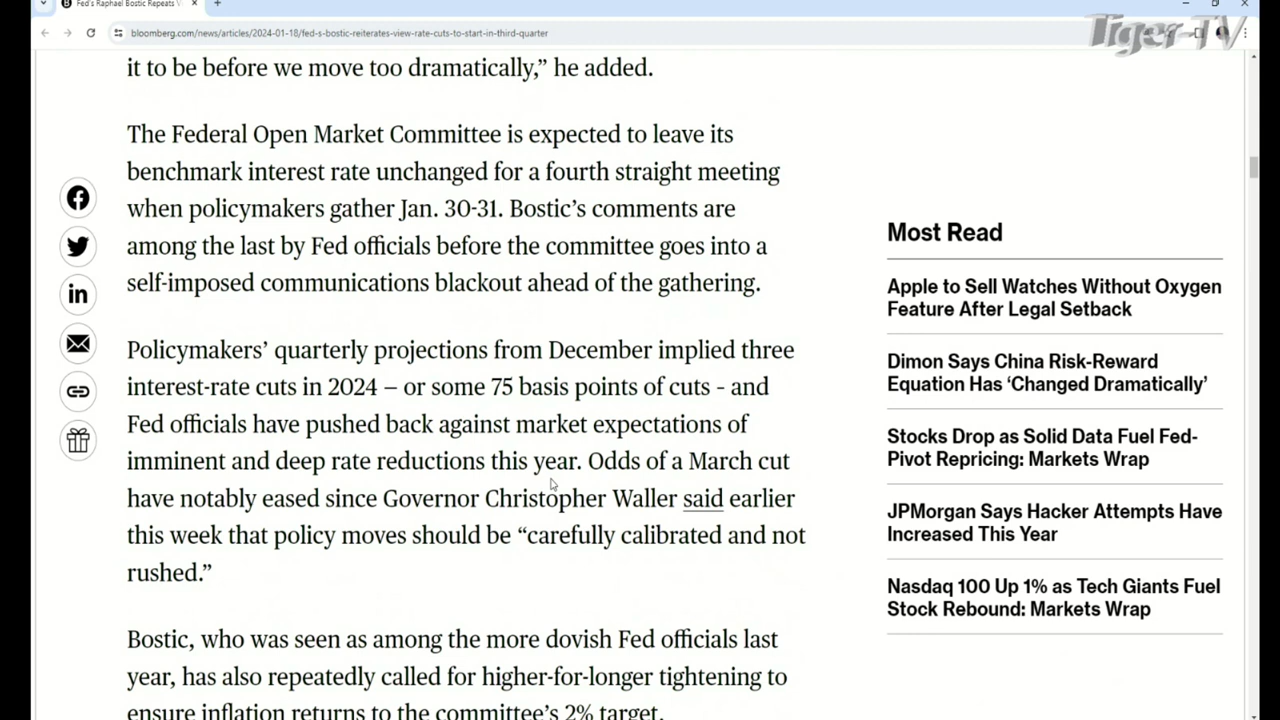 Fed's Raphael Bostic Repeats V
bloomberg.com/news/articles/2024-01-18/fed-s-bostic-reiterates-view-rate-cuts-to-start-in-third-quarter
Tiger-TV
it to be before we move too dramatically,” he added.
The Federal Open Market Committee is expected to leave its
benchmark interest rate unchanged for a fourth straight meeting
when policymakers gather Jan. 30-31. Bostic’s comments are
among the last by Fed officials before the committee goes into a
self-imposed communications blackout ahead of the gathering.
Policymakers’ quarterly projections from December implied three
interest-rate cuts in 2024 – or some 75 basis points of cuts - and
Fed officials have pushed back against market expectations of
imminent and deep rate reductions this year. Odds of a March cut
have notably eased since Governor Christopher Waller said earlier
this week that policy moves should be “carefully calibrated and not
rushed.”
Bostic, who was seen as among the more dovish Fed officials last
year, has also repeatedly called for higher-for-longer tightening to
ensure inflation returns to the committee’s 2% target.
Most Read
Apple to Sell Watches Without Oxygen
Feature After Legal Setback
Dimon Says China Risk-Reward
Equation Has ‘Changed Dramatically’
Stocks Drop as Solid Data Fuel Fed-
Pivot Repricing: Markets Wrap
JPMorgan Says Hacker Attempts Have
Increased This Year
Nasdaq 100 Up 1% as Tech Giants Fuel
Stock Rebound: Markets Wrap